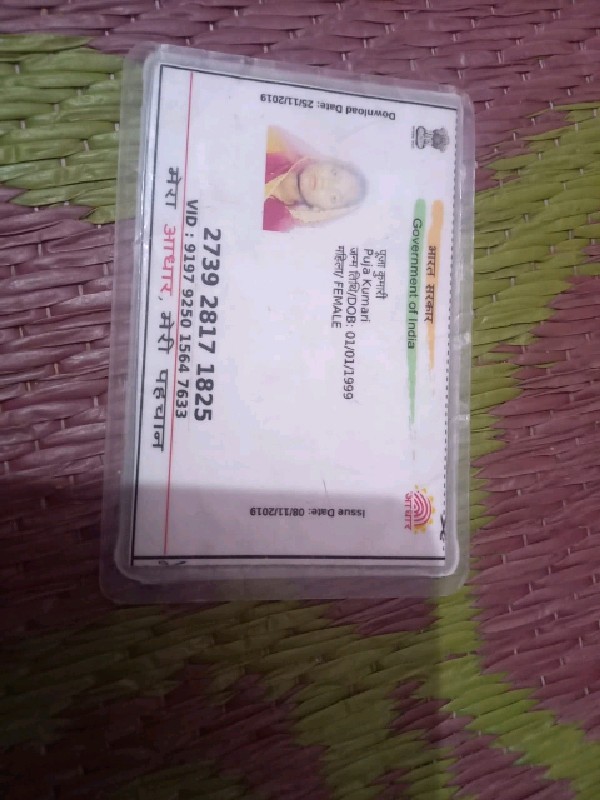 भारत सरकार
Government of India
Download Date: 25/11/2019
पूजा कुमारी
Puja Kumari
जन्म तिथि/DOB: 01/01/1999
महिला/ FEMALE
Issue Date: 08/11/2019
आधार
2739 2817 1825
VID : 9197 9250 1564 7633
मेरा आधार, मेरी पहचान